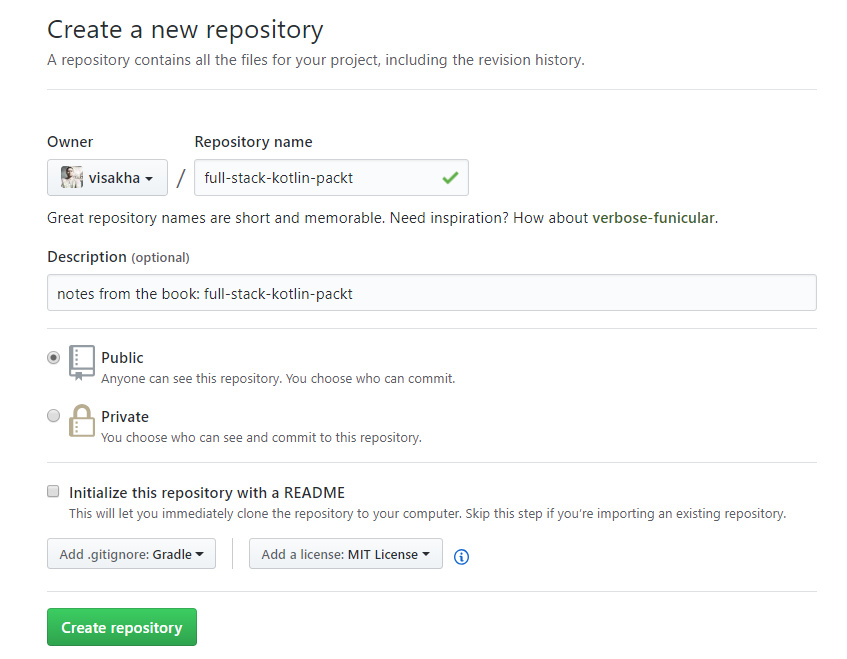 Create a new repository
A repository contains all the files for your project, including the revision history.
Owner Repository name
visakha / full-stack-kotlin-packt
Great repository names are short and memorable. Need inspiration? How about verbose-funicular.
Description (optional)
notes from the book: full-stack-kotlin-packt
Public
Anyone can see this repository. You choose who can commit.
Private
You choose who can see and commit to this repository.
Initialize this repository with a README
This will let you immediately clone the repository to your computer. Skip this step if you're importing an existing repository.
Add .gitignore: Gradle Add a license: MIT License
Create repository